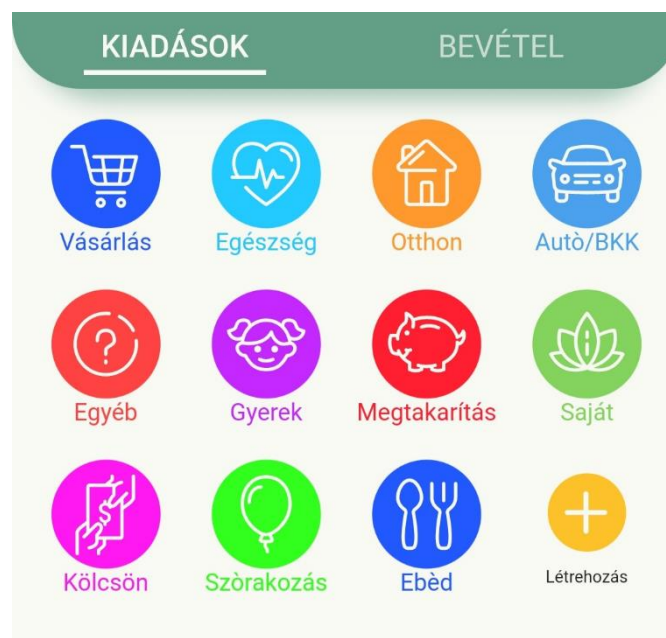 KIADÁSOK BEVÉTEL
Vásárlás Egészség Otthon Autò/BKK
Egyéb Gyerek Megtakarítás Saját
Kölcsön Szòrakozás Ebèd Létrehozás